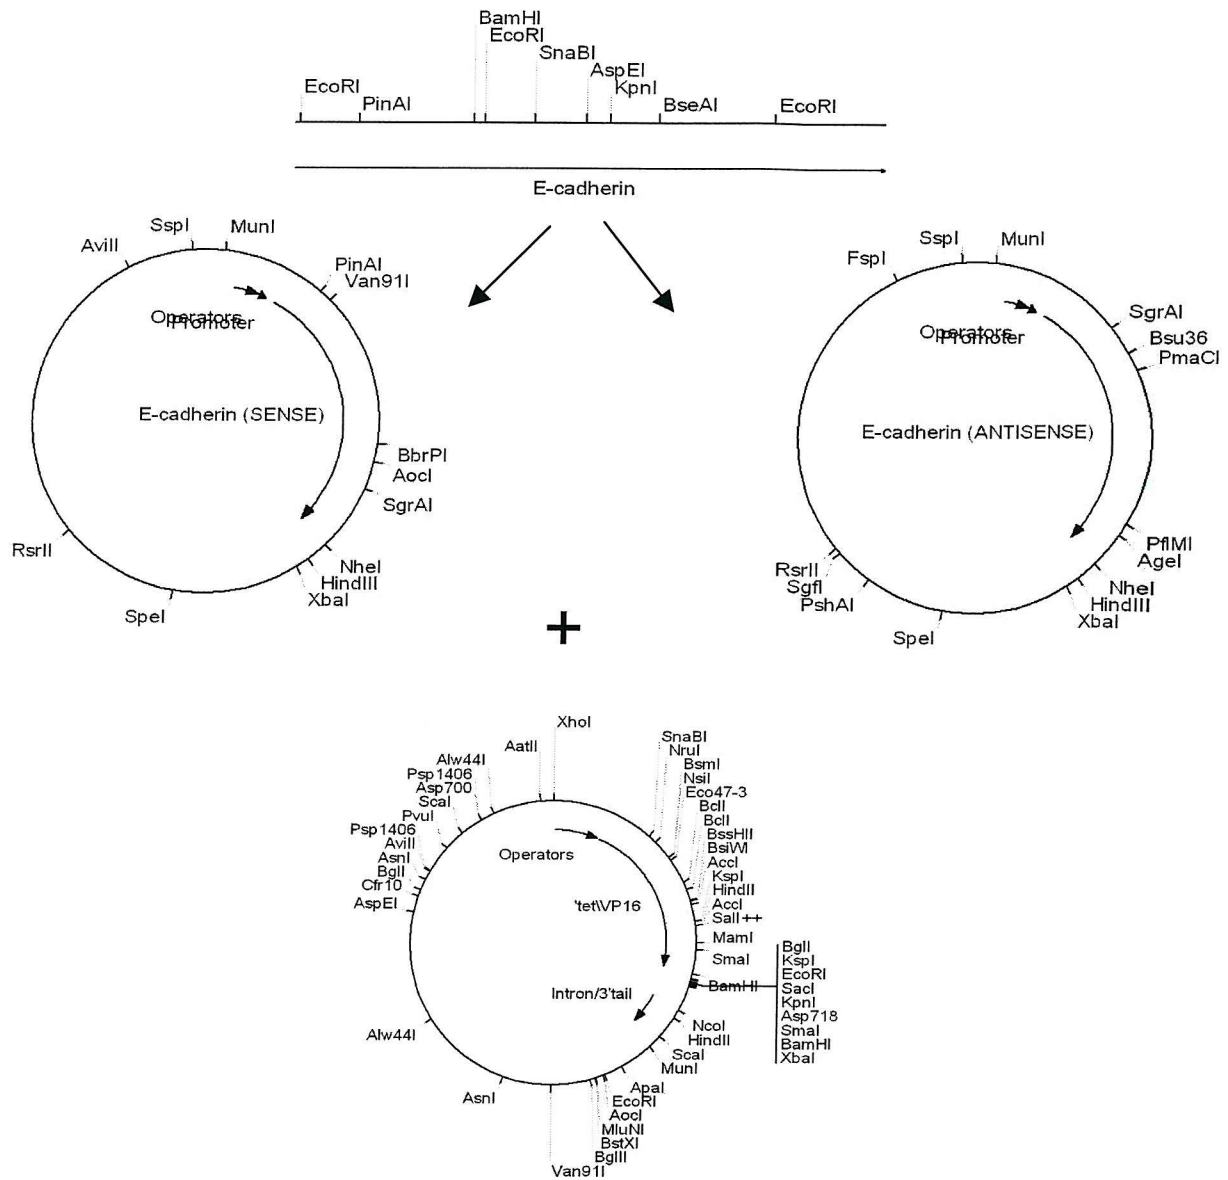 BamHI
EcoRI
SnaBI
AspEI
KpnI
EcoRI
PinAI
BseAI
EcoRI
E-cadherin
SspI
MunI
AviII
PinAI
Van91I
Operators
Promoter
E-cadherin (SENSE)
BbrPI
AocI
SgrAI
RsrII
NheI
HindIII
XbaI
SpeI
SspI
MunI
FspI
SgrAI
Bsu36
PmaCI
Operators
Promoter
E-cadherin (ANTISENSE)
PflMI
AgeI
RsrII
SgfI
PshAI
NheI
HindIII
XbaI
SpeI
+
XhoI
AatII
Alw44I
Psp1406
Asp700
ScaI
PvuI
Psp1406
AviII
AsnI
BglI
Cfr10
AspEI
SnaBI
NruI
BsmI
NsiI
Eco47-3
BclI
BclI
BssHII
BsiWI
AccI
KspI
HindII
AccI
SalI++
MamI
SmaI
BamHI
Operators
'tet\VP16
Intron/3'tail
BglI
KspI
EcoRI
SacI
KpnI
Asp718
SmaI
BamHI
XbaI
NcoI
HindII
ScaI
MunI
ApaI
EcoRI
AocI
MluNI
BstXI
BglII
Van91I
AsnI
Alw44I